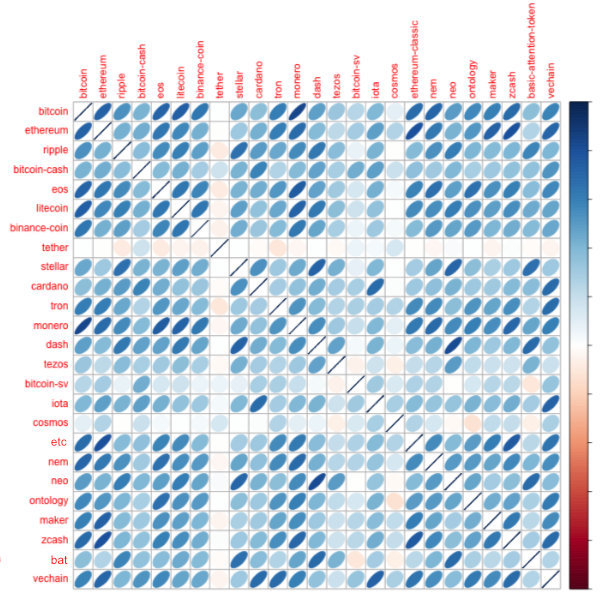 bitcoin
ethereum
ripple
bitcoin-cash
eos
litecoin
binance-coin
tether
stellar
cardano
tron
monero
dash
tezos
bitcoin-sv
iota
cosmos
ethereum-classic
nem
neo
ontology
maker
zcash
basic-attention-token
vechain
bitcoin
ethereum
ripple
bitcoin-cash
eos
litecoin
binance-coin
tether
stellar
cardano
tron
monero
dash
tezos
bitcoin-sv
iota
cosmos
etc
nem
neo
ontology
maker
zcash
bat
vechain